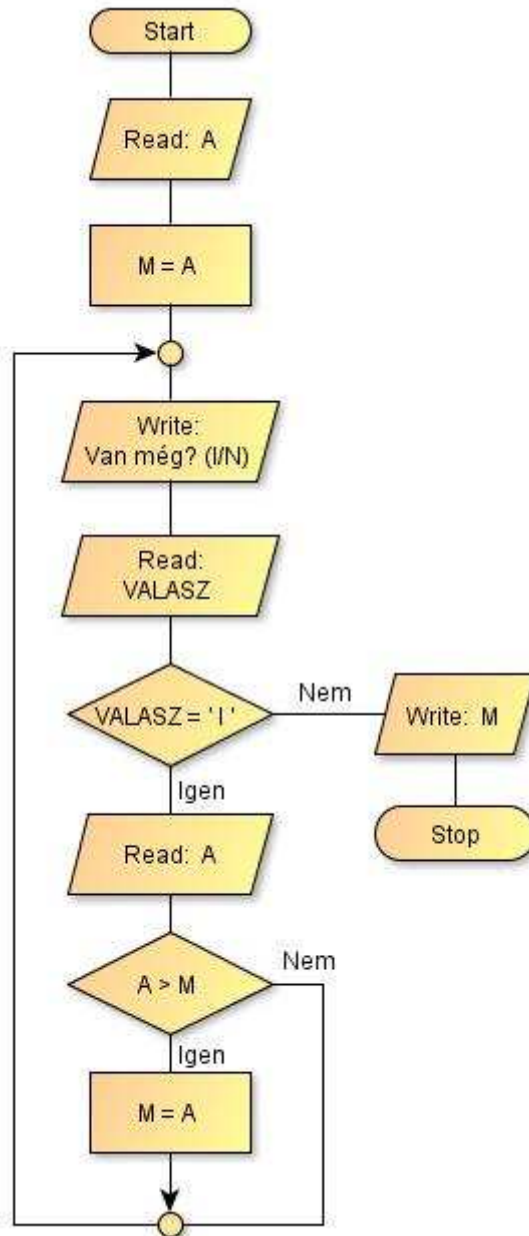 Start
Read: A
M = A
Write:
Van még? (I/N)
Read:
VALASZ
VALASZ = ' I '
Nem
Write: M
Stop
Igen
Read: A
A > M
Nem
Igen
M = A